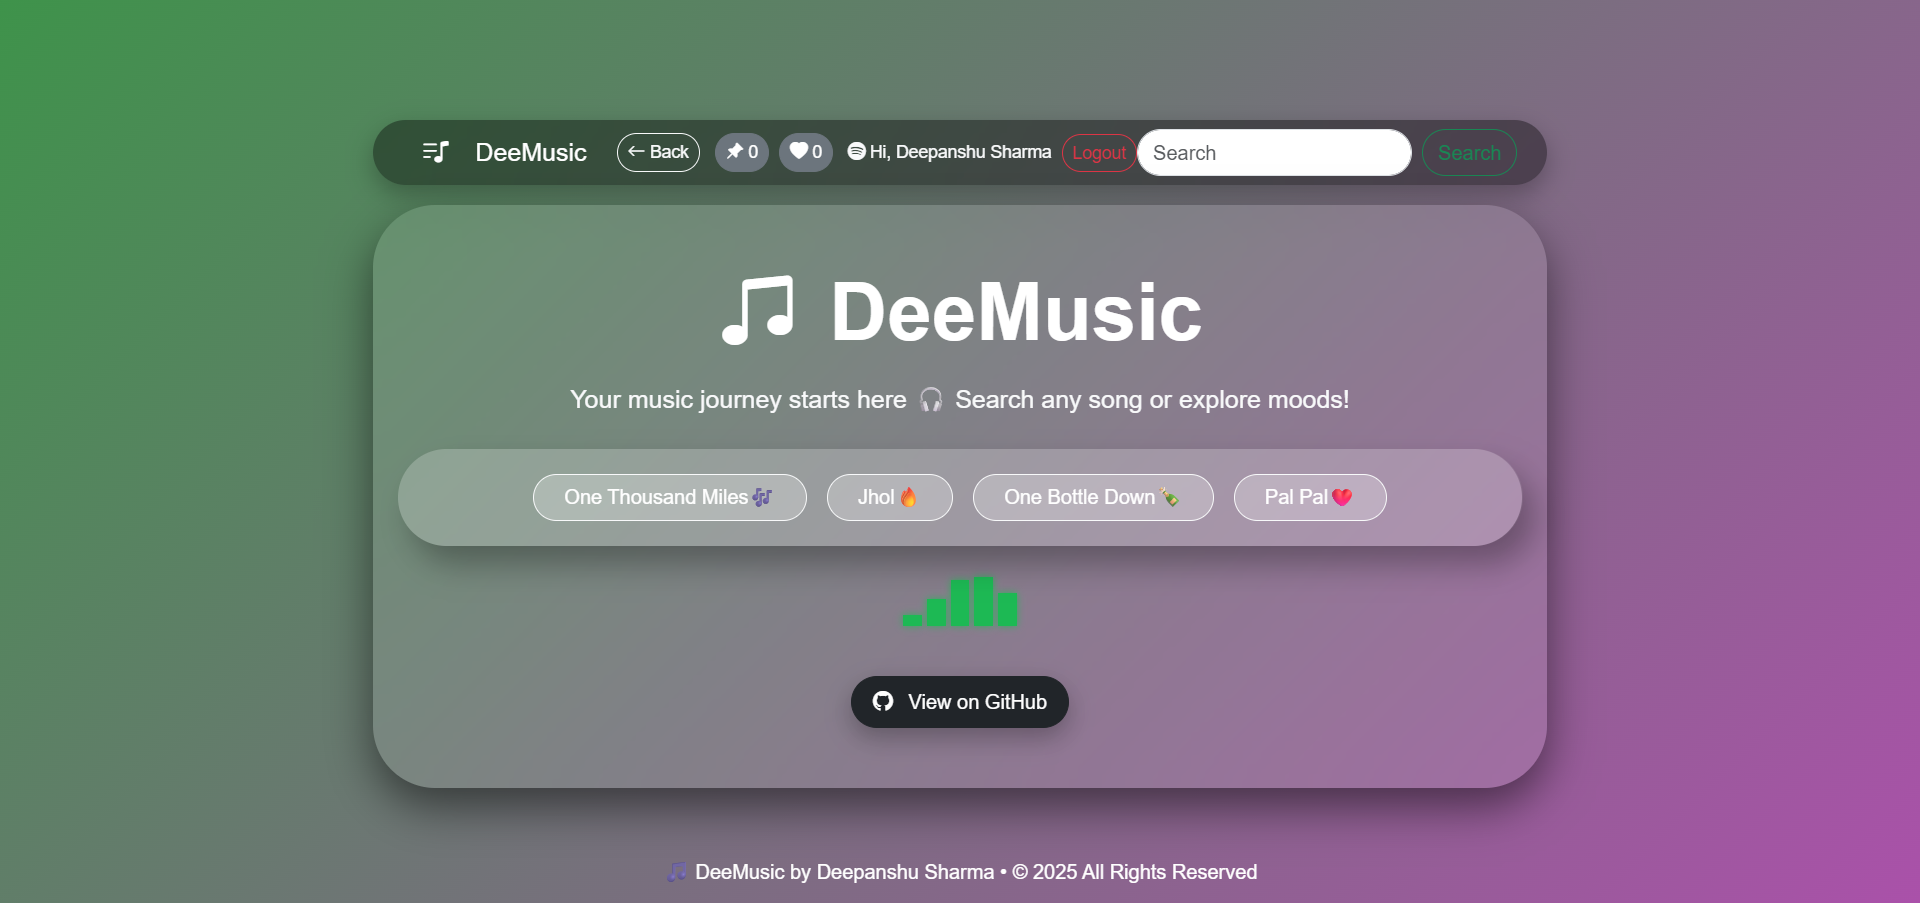 DeeMusic ← Back 📌 0 ♥ 0 Hi, Deepanshu Sharma Logout Search Search
DeeMusic
Your music journey starts here 🎧 Search any song or explore moods!
One Thousand Miles🎶 Jhol🔥 One Bottle Down🍾 Pal Pal❤️
View on GitHub
🎵 DeeMusic by Deepanshu Sharma • © 2025 All Rights Reserved